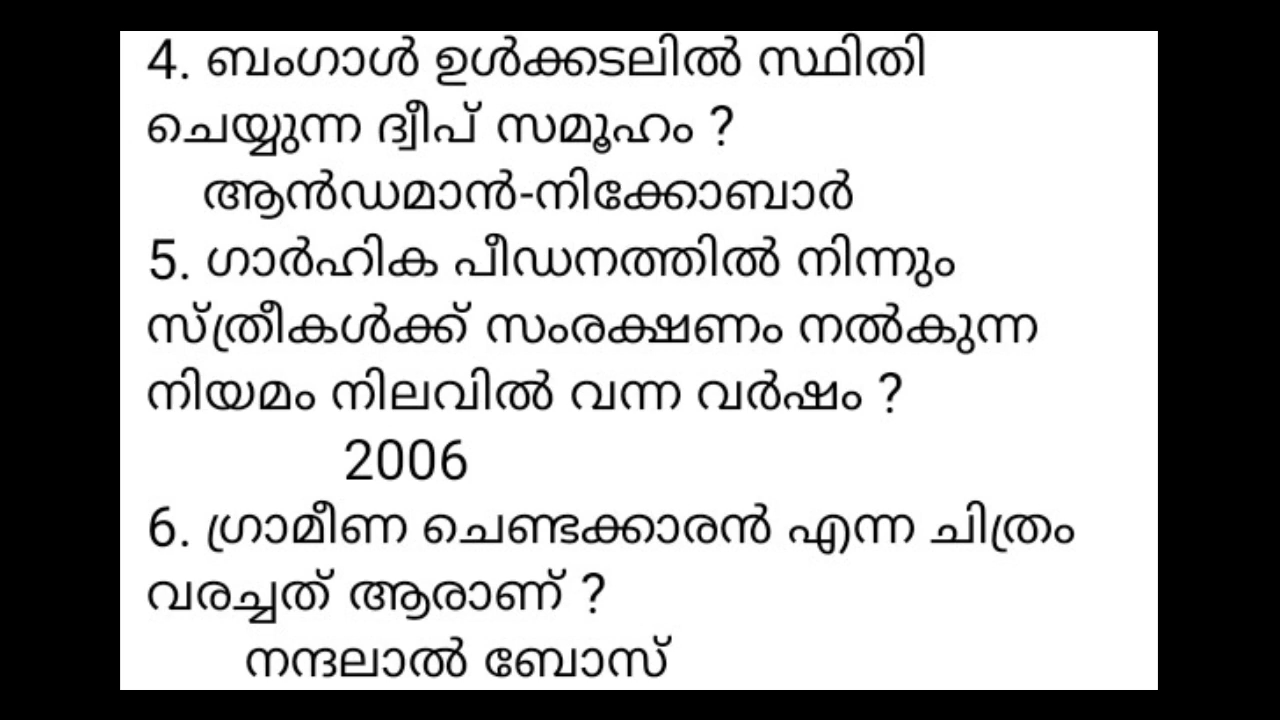 4. ബംഗാൾ ഉൾക്കടലിൽ സ്ഥിതി
ചെയ്യുന്ന ദ്വീപ് സമൂഹം ?
ആൻഡമാൻ-നിക്കോബാർ
5. ഗാർഹിക പീഡനത്തിൽ നിന്നും
സ്ത്രീകൾക്ക് സംരക്ഷണം നൽകുന്ന
നിയമം നിലവിൽ വന്ന വർഷം ?
2006
6. ഗ്രാമീണ ചെണ്ടക്കാരൻ എന്ന ചിത്രം
വരച്ചത് ആരാണ് ?
നന്ദലാൽ ബോസ്